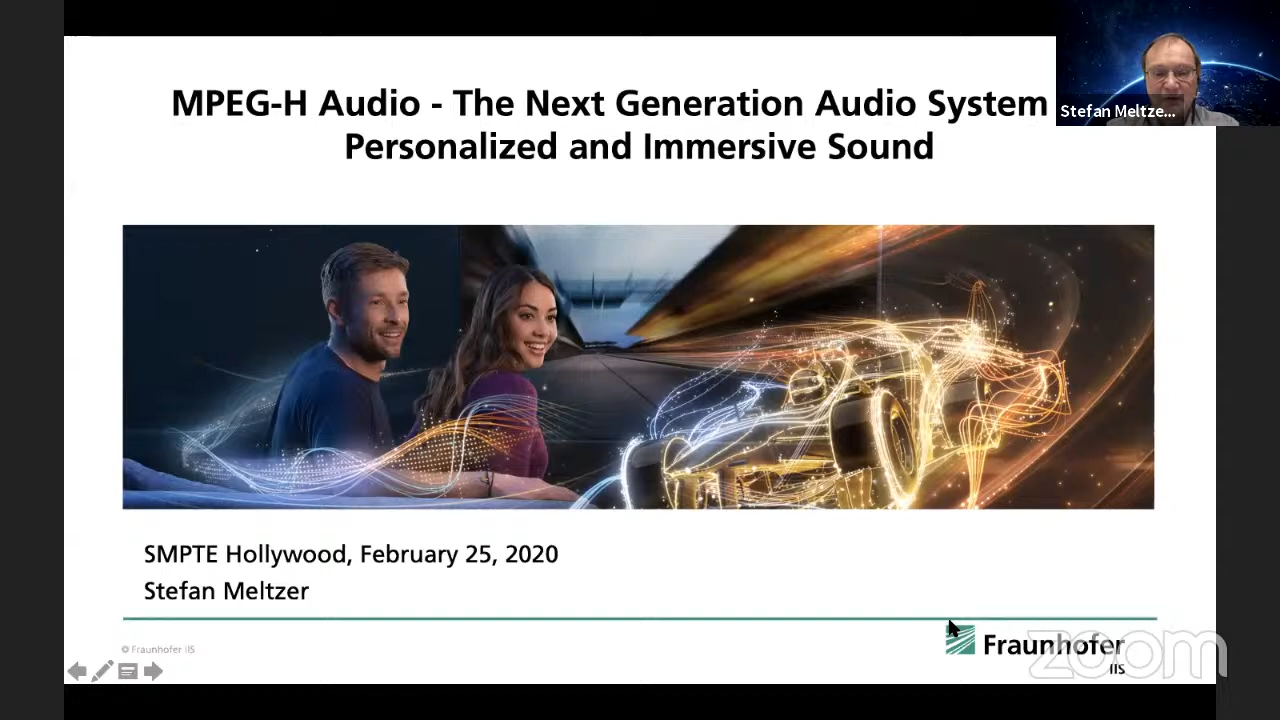 MPEG-H Audio - The Next Generation Audio System
Personalized and Immersive Sound
Stefan Meltze...
SMPTE Hollywood, February 25, 2020
Stefan Meltzer
© Fraunhofer IIS
Fraunhofer
IIS
zoom